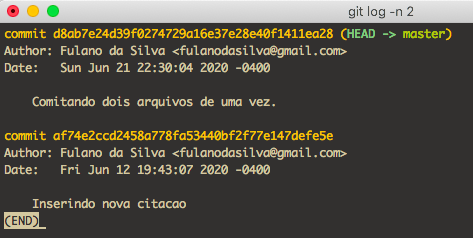 git log -n 2
commit d8ab7e24d39f0274729a16e37e28e40f1411ea28 (HEAD -> master)
Author: Fulano da Silva <fulanodasilva@gmail.com>
Date:   Sun Jun 21 22:30:04 2020 -0400
Comitando dois arquivos de uma vez.
commit af74e2ccd2458a778fa53440bf2f77e147defe5e
Author: Fulano da Silva <fulanodasilva@gmail.com>
Date:   Fri Jun 12 19:43:07 2020 -0400
Inserindo nova citacao
(END)